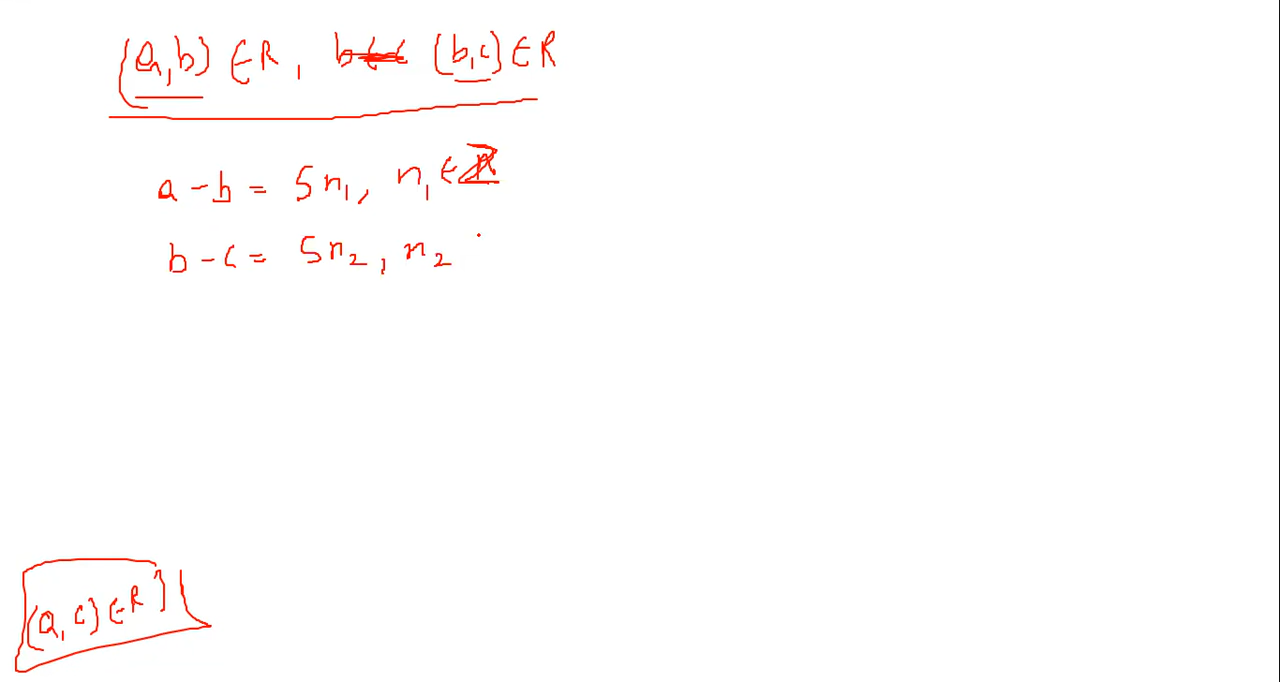 (a,b) ∈ R, (b,c) ∈ R
a - b = 5n₁, n₁ ∈ Z
b - c = 5n₂, n₂
(a,c) ∈ R